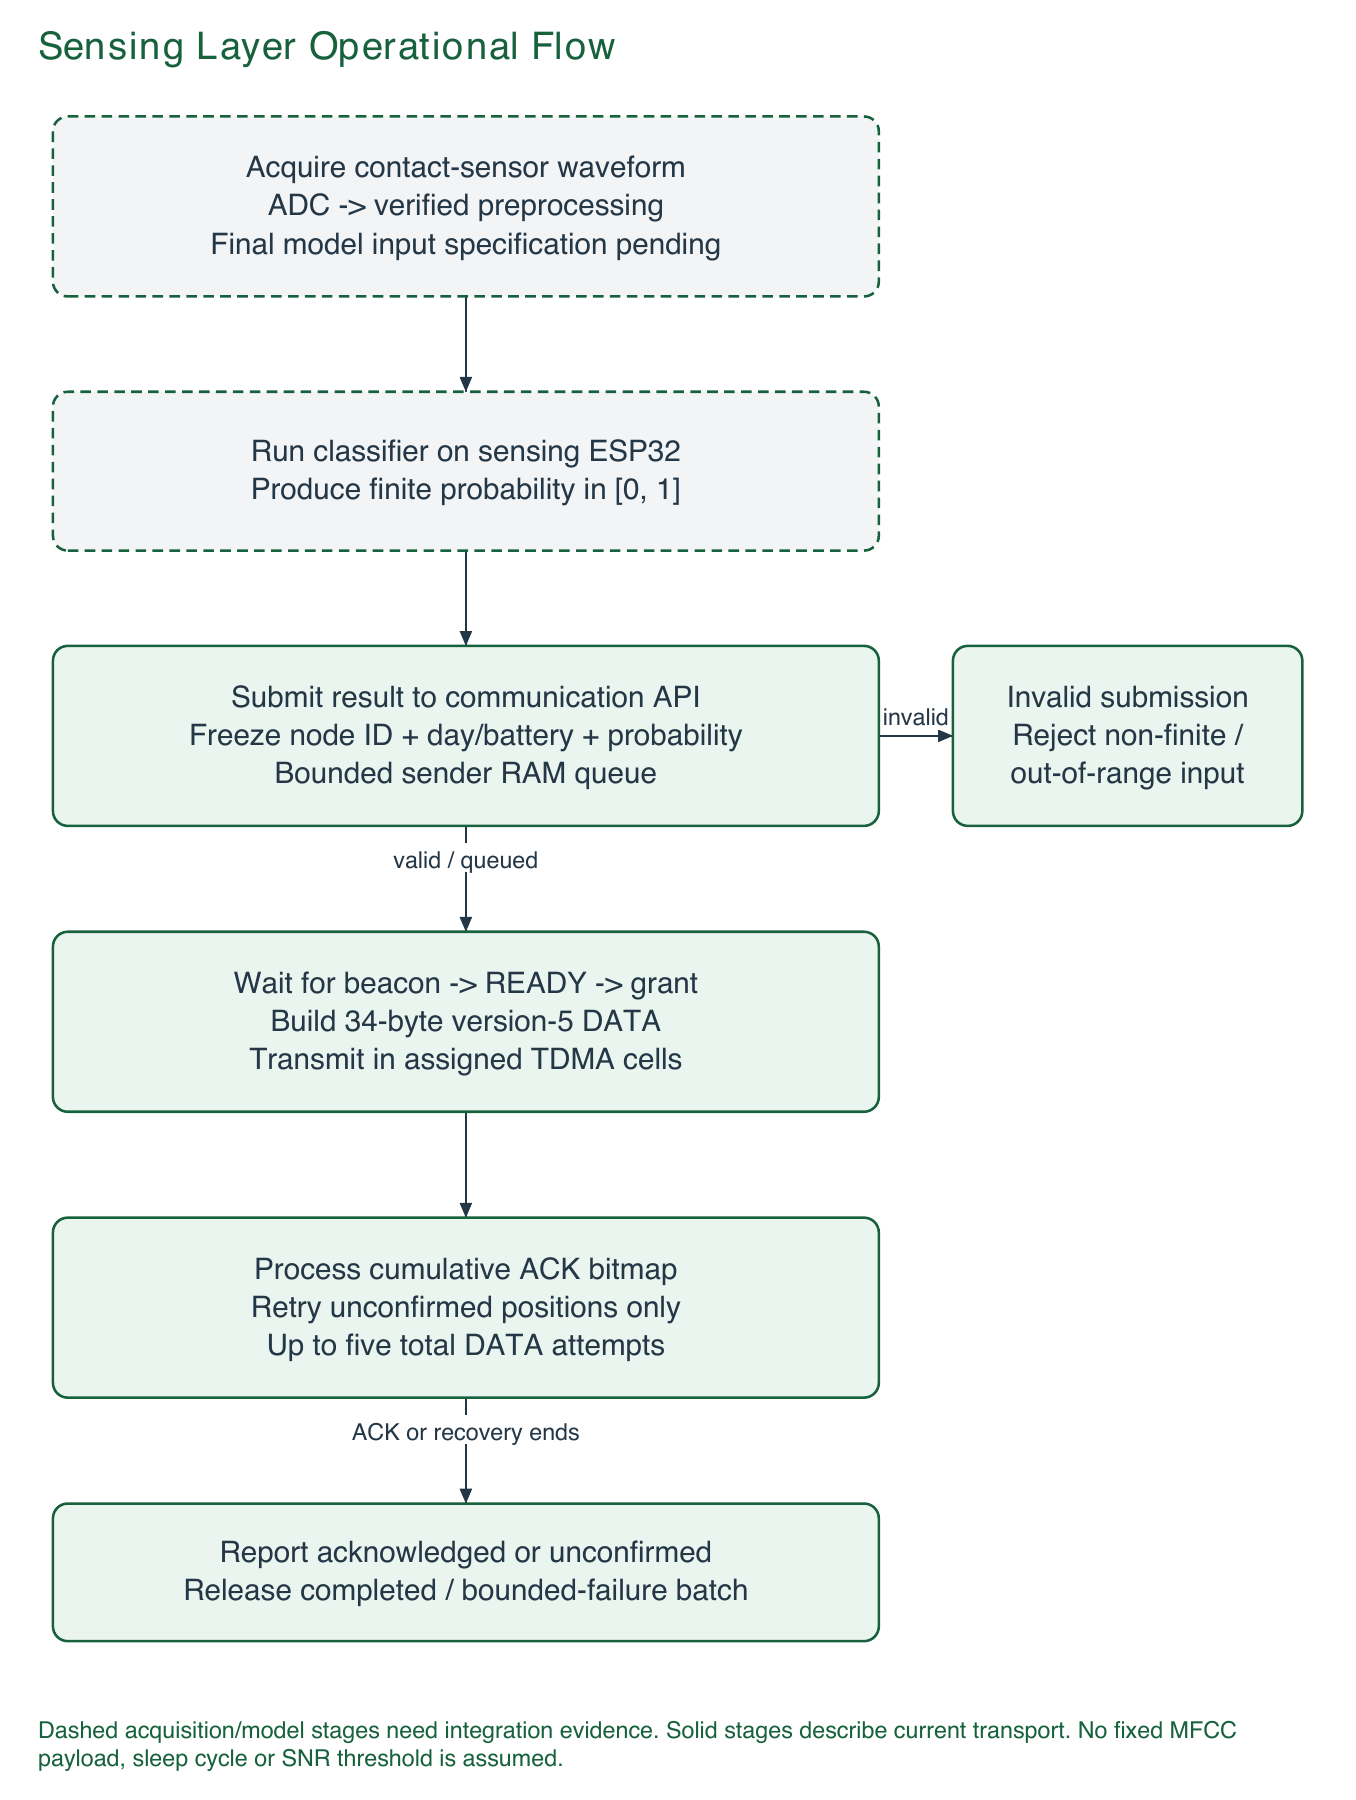 Sensing Layer Operational Flow
Acquire contact-sensor waveform
ADC -> verified preprocessing
Final model input specification pending
Run classifier on sensing ESP32
Produce finite probability in [0, 1]
Submit result to communication API
Freeze node ID + day/battery + probability
Bounded sender RAM queue
invalid
Invalid submission
Reject non-finite /
out-of-range input
valid / queued
Wait for beacon -> READY -> grant
Build 34-byte version-5 DATA
Transmit in assigned TDMA cells
Process cumulative ACK bitmap
Retry unconfirmed positions only
Up to five total DATA attempts
ACK or recovery ends
Report acknowledged or unconfirmed
Release completed / bounded-failure batch
Dashed acquisition/model stages need integration evidence. Solid stages describe current transport. No fixed MFCC
payload, sleep cycle or SNR threshold is assumed.